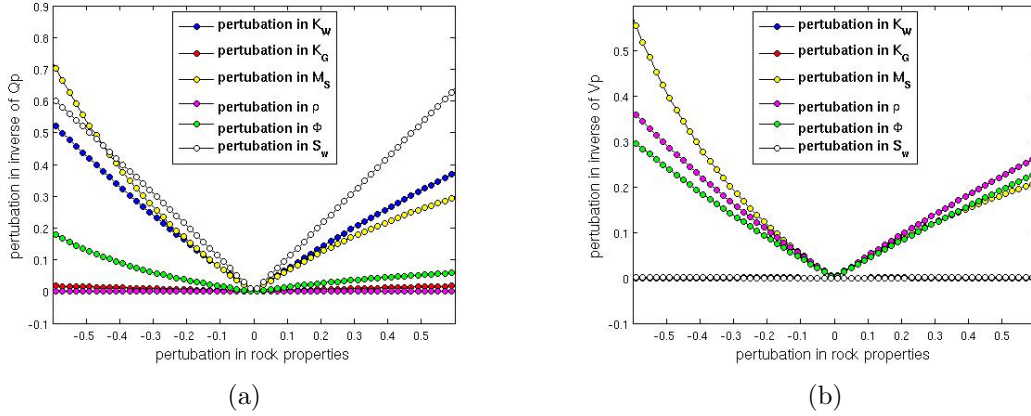 pertubation in K_W
pertubation in K_G
pertubation in M_S
pertubation in ρ
pertubation in Φ
pertubation in S_w
0.9
0.8
0.7
0.6
0.5
0.4
0.3
0.2
0.1
0
-0.1
pertubation in inverse of Qp
-0.5 -0.4 -0.3 -0.2 -0.1 0 0.1 0.2 0.3 0.4 0.5
pertubation in rock properties
(a)
pertubation in K_W
pertubation in K_G
pertubation in M_S
pertubation in ρ
pertubation in Φ
pertubation in S_w
0.5
0.4
0.3
0.2
0.1
0
-0.1
pertubation in inverse of Vp
-0.5 -0.4 -0.3 -0.2 -0.1 0 0.1 0.2 0.3 0.4 0.5
pertubation in rock properties
(b)